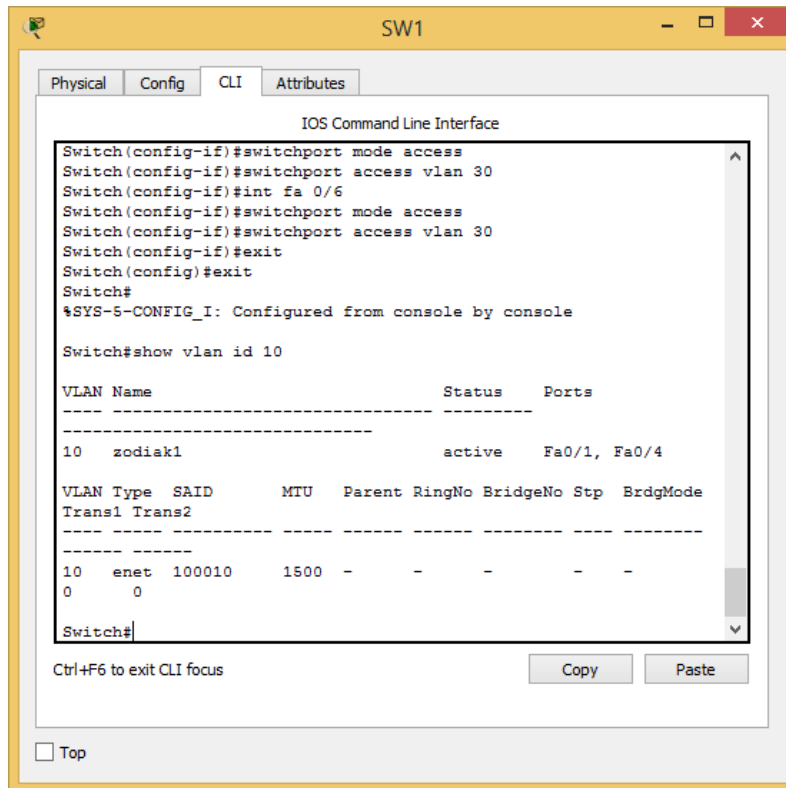 SW1
Physical Config CLI Attributes
IOS Command Line Interface
Switch(config-if)#switchport mode access
Switch(config-if)#switchport access vlan 30
Switch(config-if)#int fa 0/6
Switch(config-if)#switchport mode access
Switch(config-if)#switchport access vlan 30
Switch(config-if)#exit
Switch(config)#exit
Switch#
%SYS-5-CONFIG_I: Configured from console by console
Switch#show vlan id 10
VLAN Name Status Ports
---- -------------------------------- ---------
-------------------------------
10 zodiak1 active Fa0/1, Fa0/4
VLAN Type SAID MTU Parent RingNo BridgeNo Stp BrdgMode
Trans1 Trans2
---- ----- ---------- ----- ------ ------ -------- ---- --------
------ ------
10 enet 100010 1500 - - - - -
0 0
Switch#
Ctrl+F6 to exit CLI focus
Copy Paste
Top